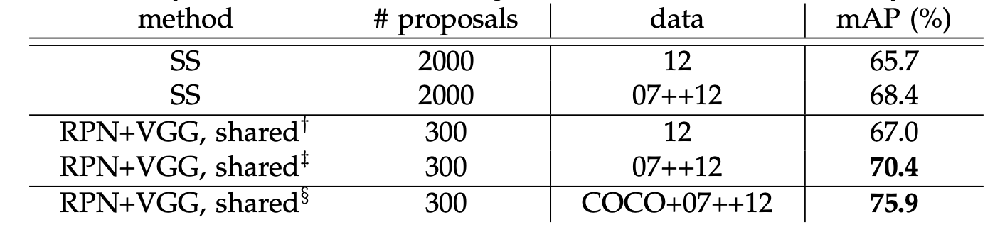 method # proposals data mAP (%)
SS 2000 12 65.7
SS 2000 07++12 68.4
RPN+VGG, shared† 300 12 67.0
RPN+VGG, shared‡ 300 07++12 70.4
RPN+VGG, shared§ 300 COCO+07++12 75.9